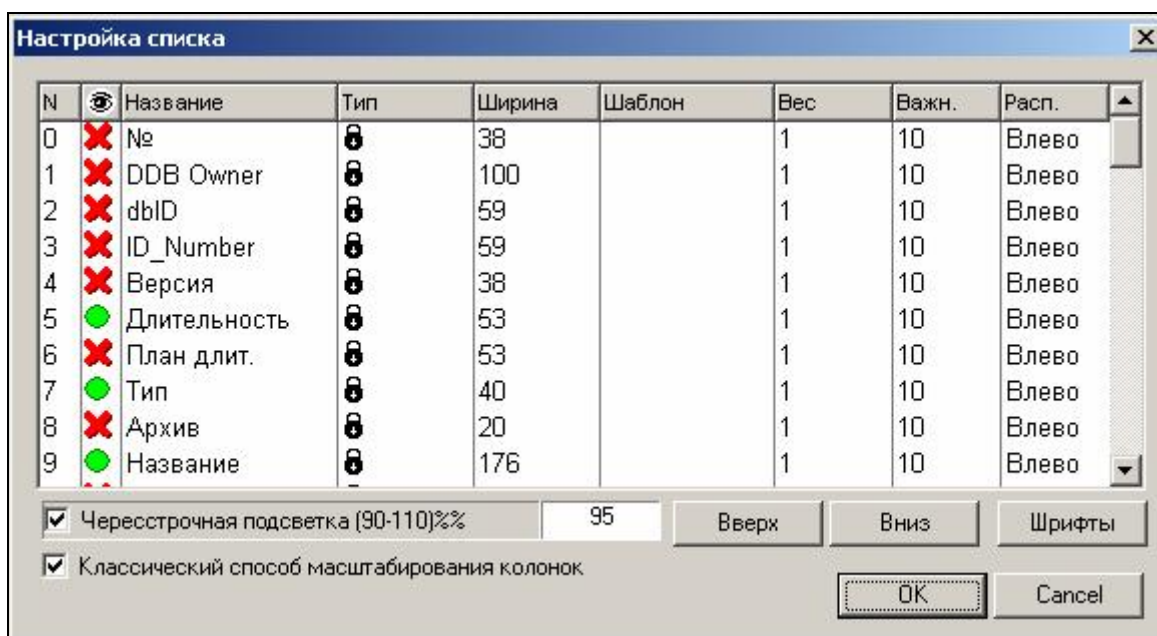 Настройка списка
N Название Тип Ширина Шаблон Вес Важн. Расп.
0 № 38 1 10 Влево
1 DDB Owner 100 1 10 Влево
2 dbID 59 1 10 Влево
3 ID_Number 59 1 10 Влево
4 Версия 38 1 10 Влево
5 Длительность 53 1 10 Влево
6 План длит. 53 1 10 Влево
7 Тип 40 1 10 Влево
8 Архив 20 1 10 Влево
9 Название 176 1 10 Влево
Чересстрочная подсветка (90-110)%% 95 Вверх Вниз Шрифты
Классический способ масштабирования колонок
OK Cancel